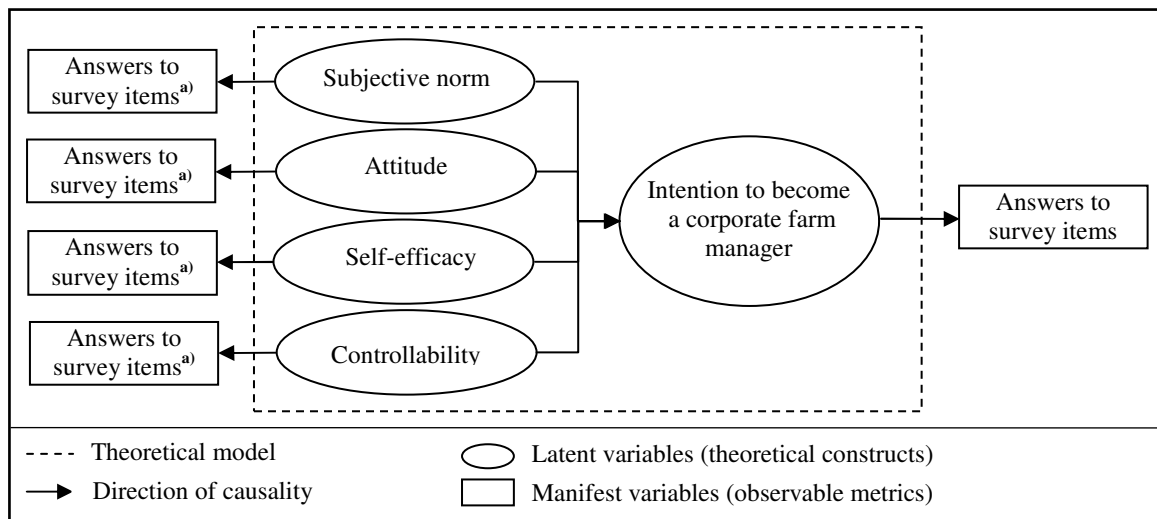 Answers to
survey items a)
Subjective norm
Answers to
survey items a)
Attitude
Answers to
survey items a)
Self-efficacy
Answers to
survey items a)
Controllability
Intention to become
a corporate farm
manager
Answers to
survey items
Theoretical model
Direction of causality
Latent variables (theoretical constructs)
Manifest variables (observable metrics)